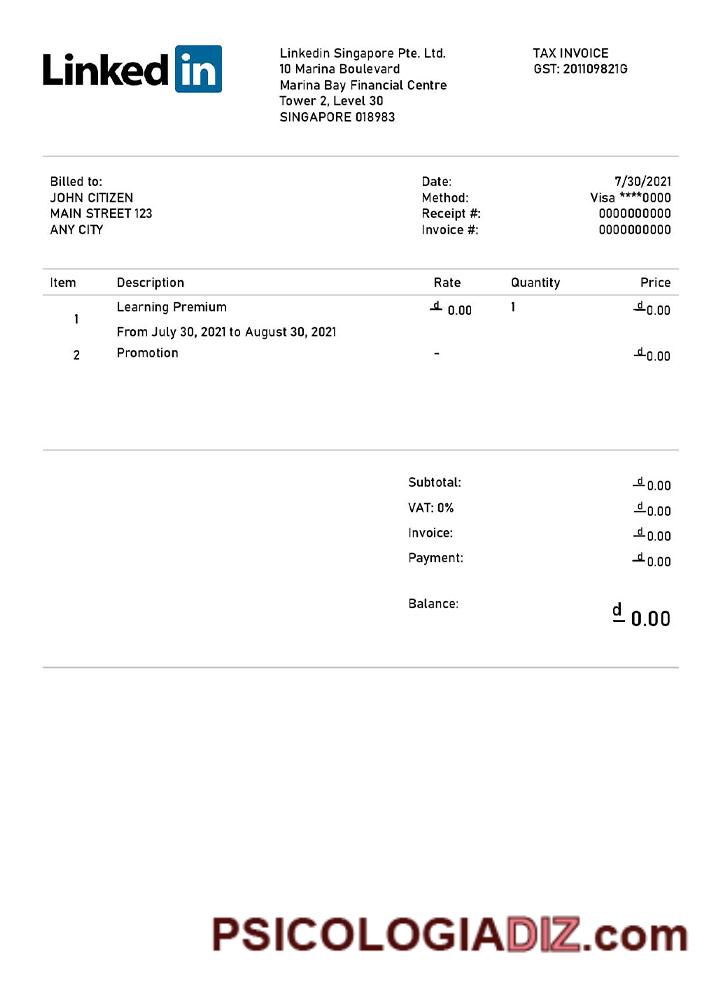 Linked in
Linkedin Singapore Pte. Ltd.
10 Marina Boulevard
Marina Bay Financial Centre
Tower 2, Level 30
SINGAPORE 018983
TAX INVOICE
GST: 201109821G
Billed to:
JOHN CITIZEN
MAIN STREET 123
ANY CITY
Date: 7/30/2021
Method: Visa ****0000
Receipt #: 0000000000
Invoice #: 0000000000
Item Description Rate Quantity Price
1 Learning Premium ₫ 0.00 1 ₫0.00
From July 30, 2021 to August 30, 2021
2 Promotion - ₫0.00
Subtotal: ₫0.00
VAT: 0% ₫0.00
Invoice: ₫0.00
Payment: ₫0.00
Balance: ₫ 0.00
PSICOLOGIADIZ.com